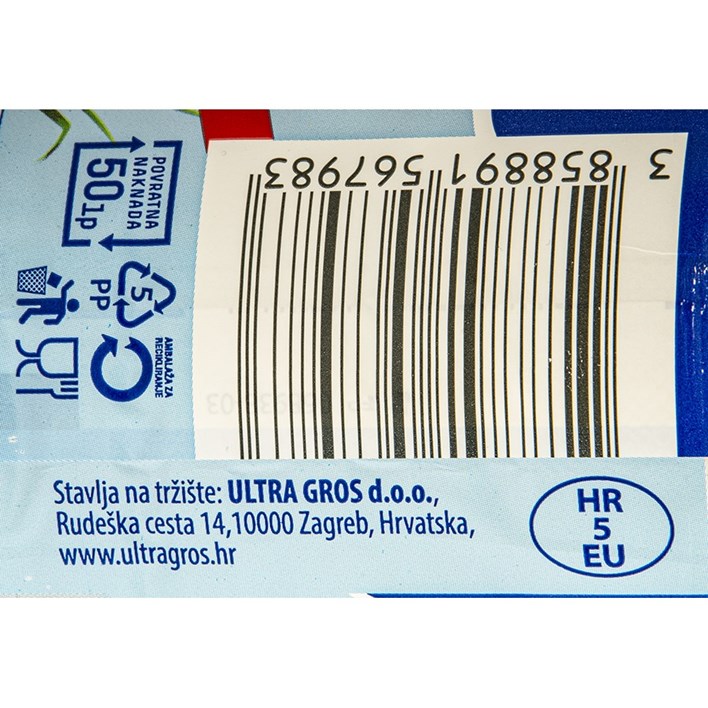 3 858891 567983
POVRATNA
NAKNADA
50 lp
5
PP
AMBALAŽA ZA
RECIKLIRANJE
Stavlja na tržište: ULTRA GROS d.o.o.,
Rudeška cesta 14,10000 Zagreb, Hrvatska,
www.ultragros.hr
HR
5
EU